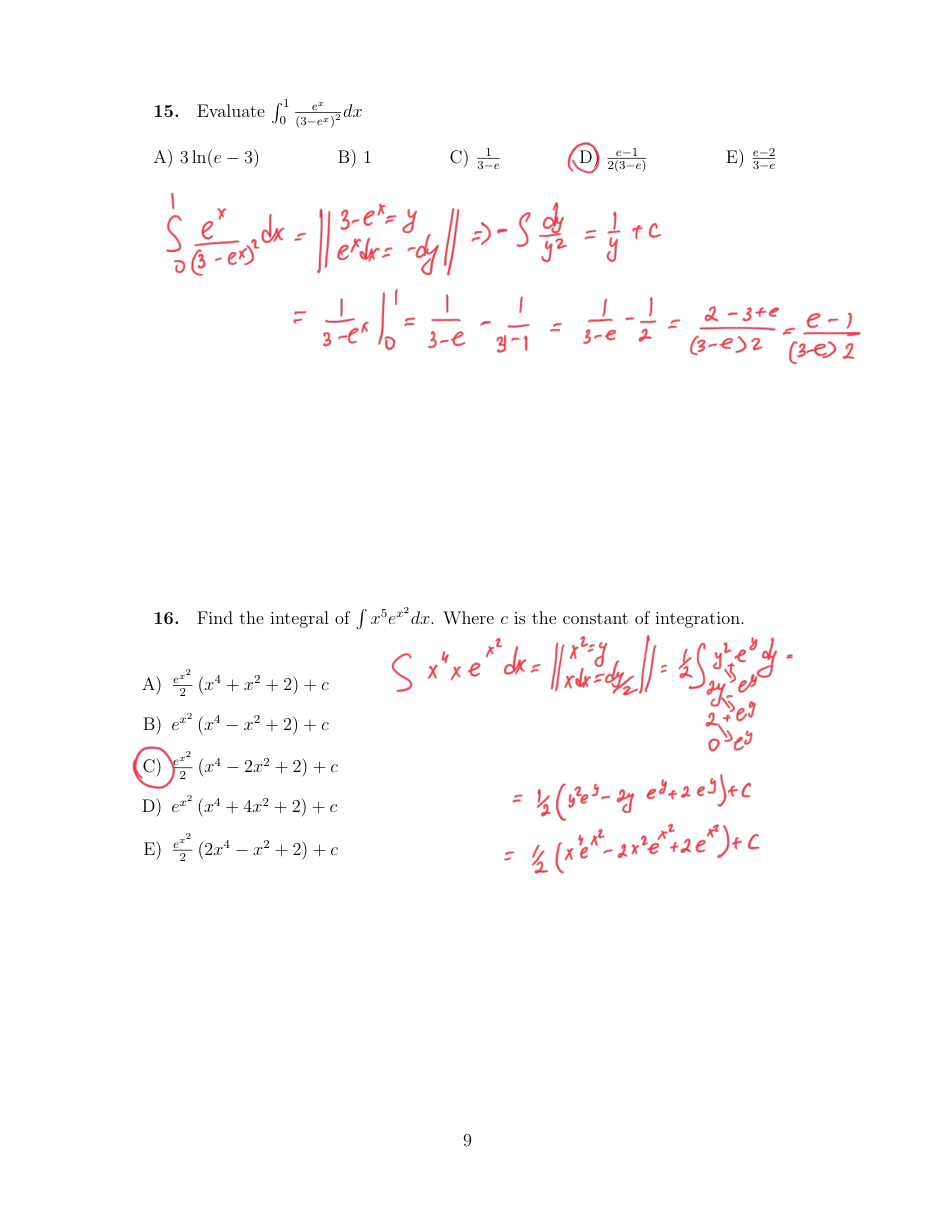 15. Evaluate ∫₀¹ eˣ/(3−eˣ)² dx
A) 3 ln(e − 3) B) 1 C) 1/(3−e) D) (e−1)/(2(3−e)) E) (e−2)/(3−e)
∫₀¹ eˣ/(3−eˣ)² dx = || 3−eˣ = y, eˣdx = −dy || => − ∫ dy/y² = 1/y + c
= 1/(3−eˣ) |₀¹ = 1/(3−e) − 1/(3−1) = 1/(3−e) − 1/2 = (2−3+e)/((3−e)2) = (e−1)/((3−e)2)
16. Find the integral of ∫ x⁵e^{x²}dx. Where c is the constant of integration.
∫ x⁴ x e^{x²} dx = || x² = y, x dx = dy/2 || = 1/2 ∫ y² e^y dy =
2y e^y
2 + e^y
0 e^y
A) e^{x²}/2 (x⁴ + x² + 2) + c
B) e^{x²} (x⁴ − x² + 2) + c
C) e^{x²}/2 (x⁴ − 2x² + 2) + c
D) e^{x²} (x⁴ + 4x² + 2) + c
E) e^{x²}/2 (2x⁴ − x² + 2) + c
= 1/2 (y²e^y − 2y e^y + 2e^y) + C
= 1/2 (x⁴e^{x²} − 2x²e^{x²} + 2e^{x²}) + C
9